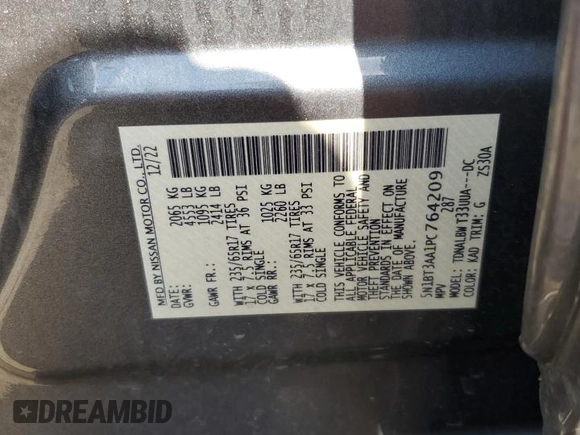 MFD BY NISSAN MOTOR CO., LTD.
DATE: 12/22
GVWR: 2065 KG
4553 LB
GAWR FR: 1095 KG
2414 LB
WITH 235/65R17 TIRES
17 X 7.5 RIMS AT 36 PSI
COLD SINGLE
GAWR RR: 1025 KG
2260 LB
WITH 235/65R17 TIRES
17 X 7.5 RIMS AT 33 PSI
COLD SINGLE
THIS VEHICLE CONFORMS TO
ALL APPLICABLE FEDERAL
MOTOR VEHICLE SAFETY AND
THEFT PREVENTION
STANDARDS IN EFFECT ON
THE DATE OF MANUFACTURE
SHOWN ABOVE.
5N1BT3AA1PC764209
MPV 287
MODEL: TDNALBW T33UUA---DC
COLOR: KAD TRIM: G ZS30A
DREAMBID